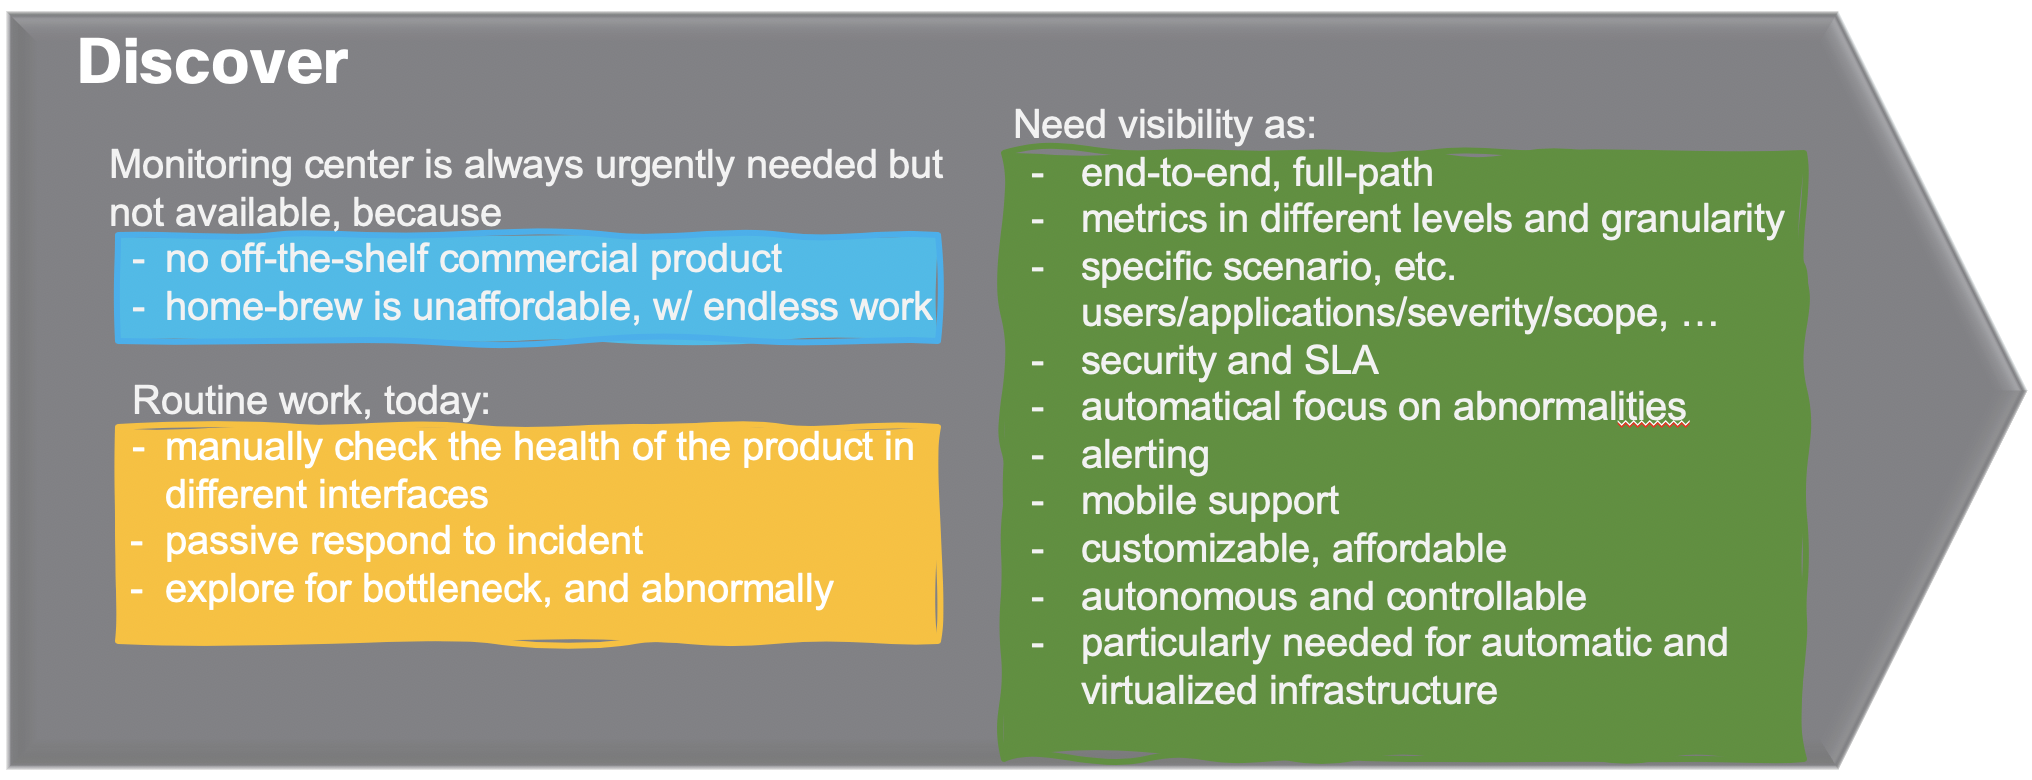 Discover
Monitoring center is always urgently needed but
not available, because
- no off-the-shelf commercial product
- home-brew is unaffordable, w/ endless work
Routine work, today:
- manually check the health of the product in
different interfaces
- passive respond to incident
- explore for bottleneck, and abnormally
Need visibility as:
- end-to-end, full-path
- metrics in different levels and granularity
- specific scenario, etc.
users/applications/severity/scope, …
- security and SLA
- automatical focus on abnormalities
- alerting
- mobile support
- customizable, affordable
- autonomous and controllable
- particularly needed for automatic and
virtualized infrastructure